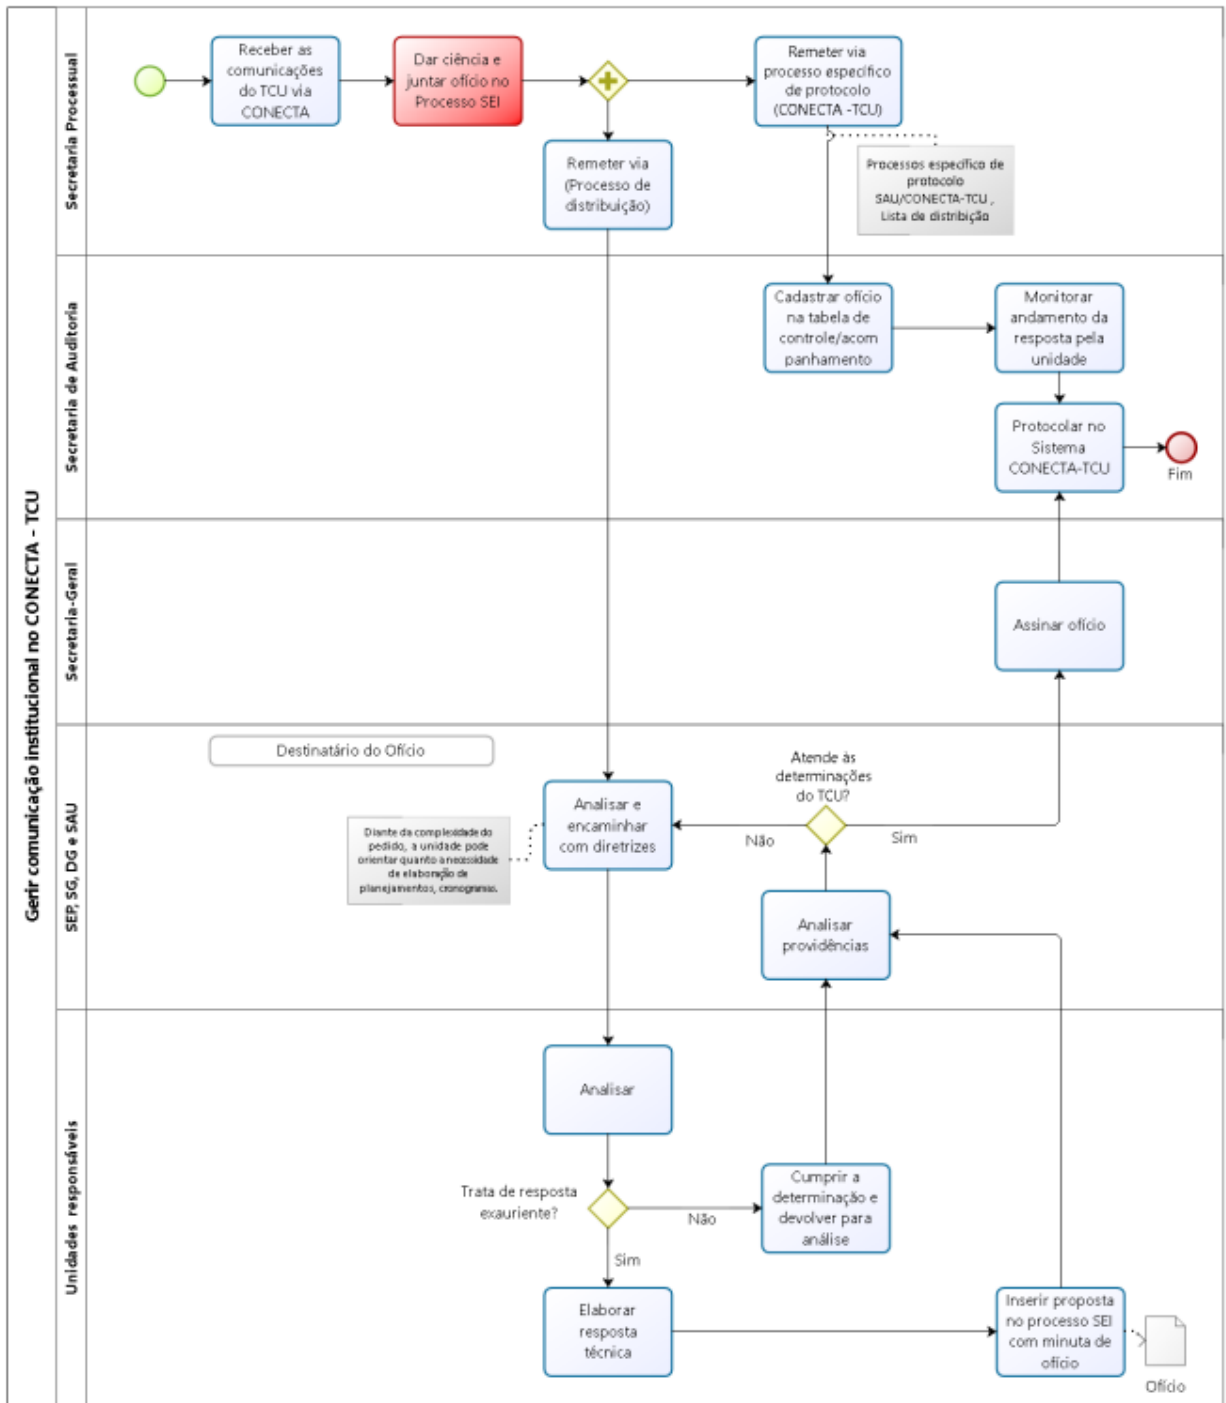 Gerir comunicação institucional no CONECTA - TCU
Secretaria Processual
Receber as
comunicações
do TCU via
CONECTA
Dar ciência e
juntar ofício no
Processo SEI
Remeter via
processo específico
de protocolo
(CONECTA -TCU)
Remeter via
(Processo de
distribuição)
Processos específico de
protocolo
SAU/CONECTA-TCU ,
Lista de distribição
Secretaria de Auditoria
Cadastrar ofício
na tabela de
controle/acom
panhamento
Monitorar
andamento da
resposta pela
unidade
Protocolar no
Sistema
CONECTA-TCU
Fim
Secretaria-Geral
Assinar ofício
SEP, SG, DG e SAU
Destinatário do Ofício
Atende às
determinações
do TCU?
Analisar e
encaminhar
com diretrizes
Não
Sim
Diante da complexidade do
pedido, a unidade pode
orientar quanto a necessidade
de elaboração de
planejamentos, cronogramas.
Analisar
providências
Unidades responsáveis
Analisar
Trata de resposta
exauriente?
Não
Cumprir a
determinação e
devolver para
análise
Sim
Elaborar
resposta
técnica
Inserir proposta
no processo SEI
com minuta de
ofício
Ofício